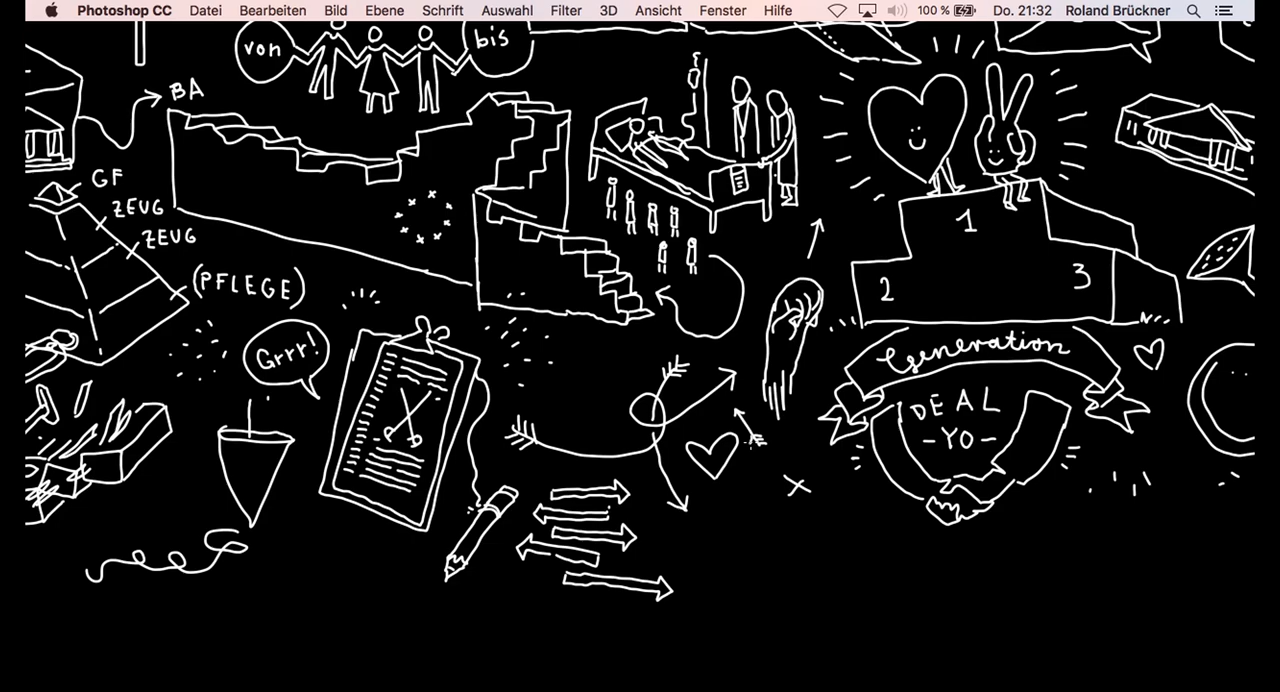 Photoshop CC Datei Bearbeiten Bild Ebene Schrift Auswahl Filter 3D Ansicht Fenster Hilfe 100 % Do. 21:32 Roland Brückner
von
bis
BA
GF
ZEUG
ZEUG
(PFLEGE)
1
2
3
Grrr!
Generation
DEAL
-YO-